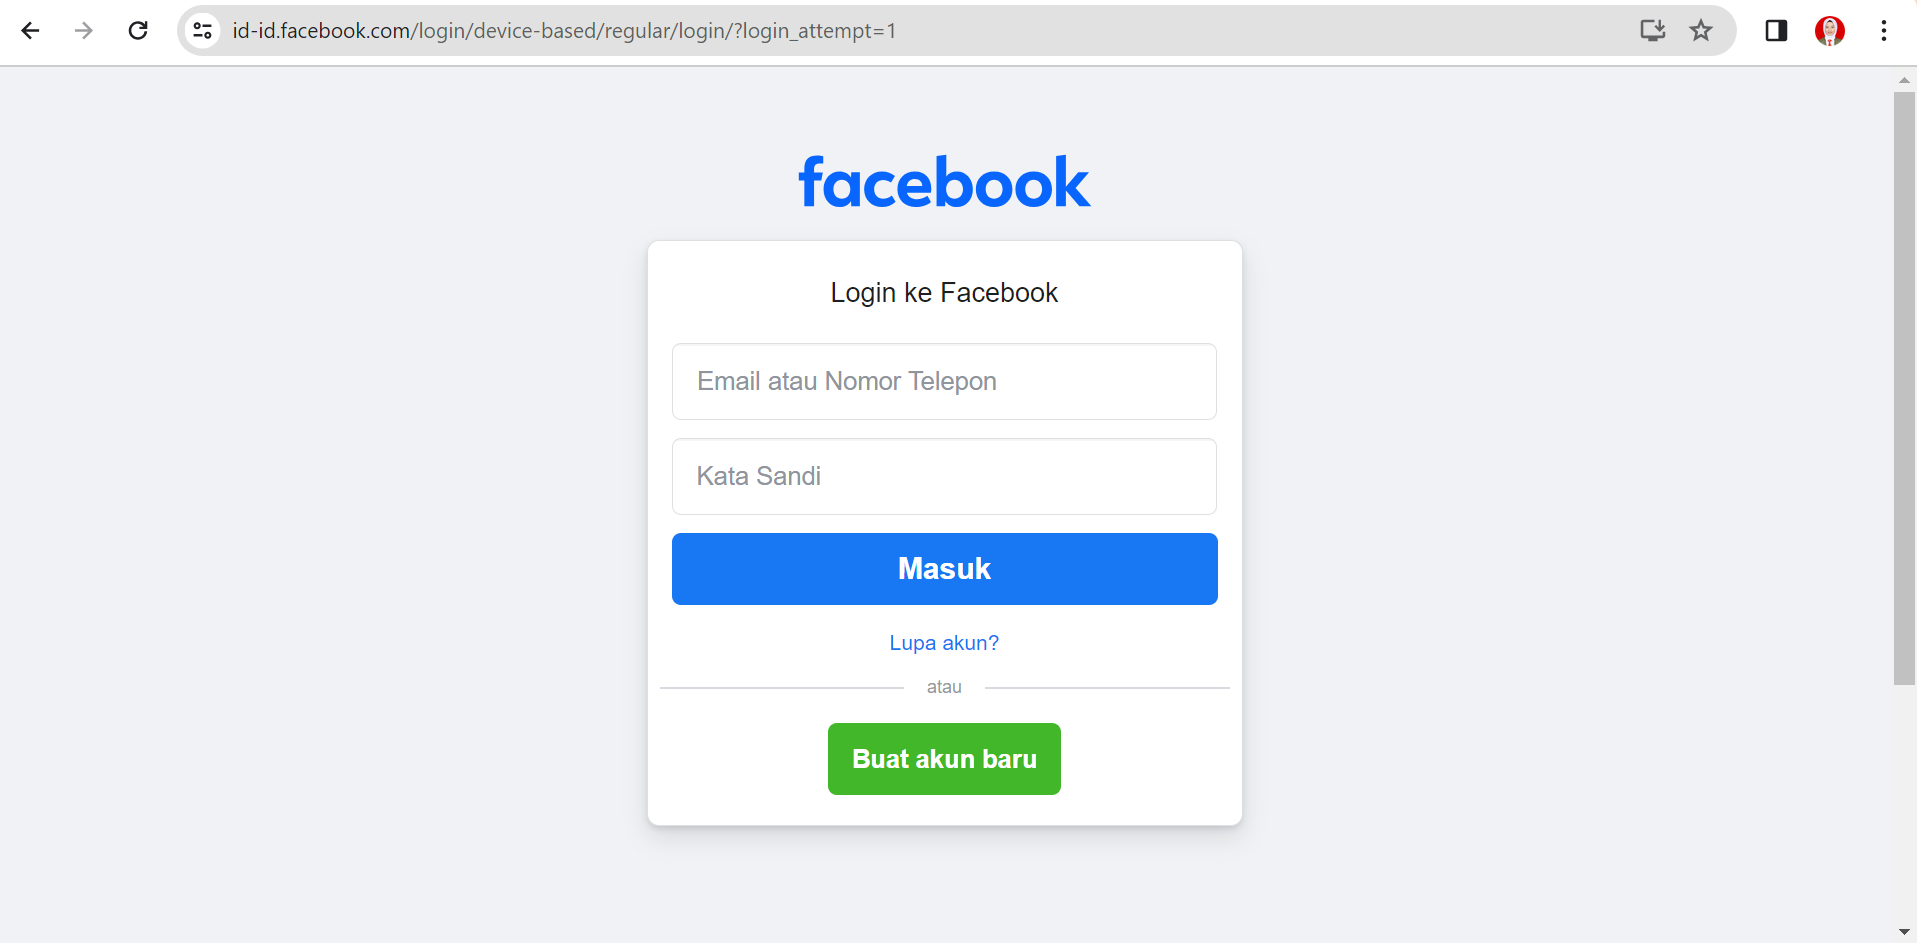 id-id.facebook.com/login/device-based/regular/login/?login_attempt=1
facebook
Login ke Facebook
Email atau Nomor Telepon
Kata Sandi
Masuk
Lupa akun?
atau
Buat akun baru